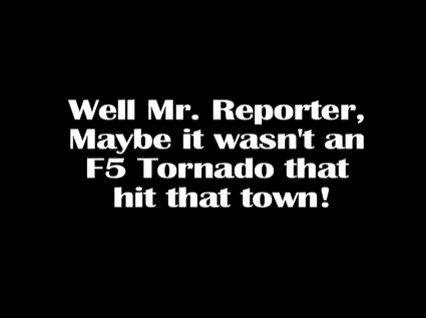 Well Mr. Reporter,
Maybe it wasn't an
F5 Tornado that
hit that town!